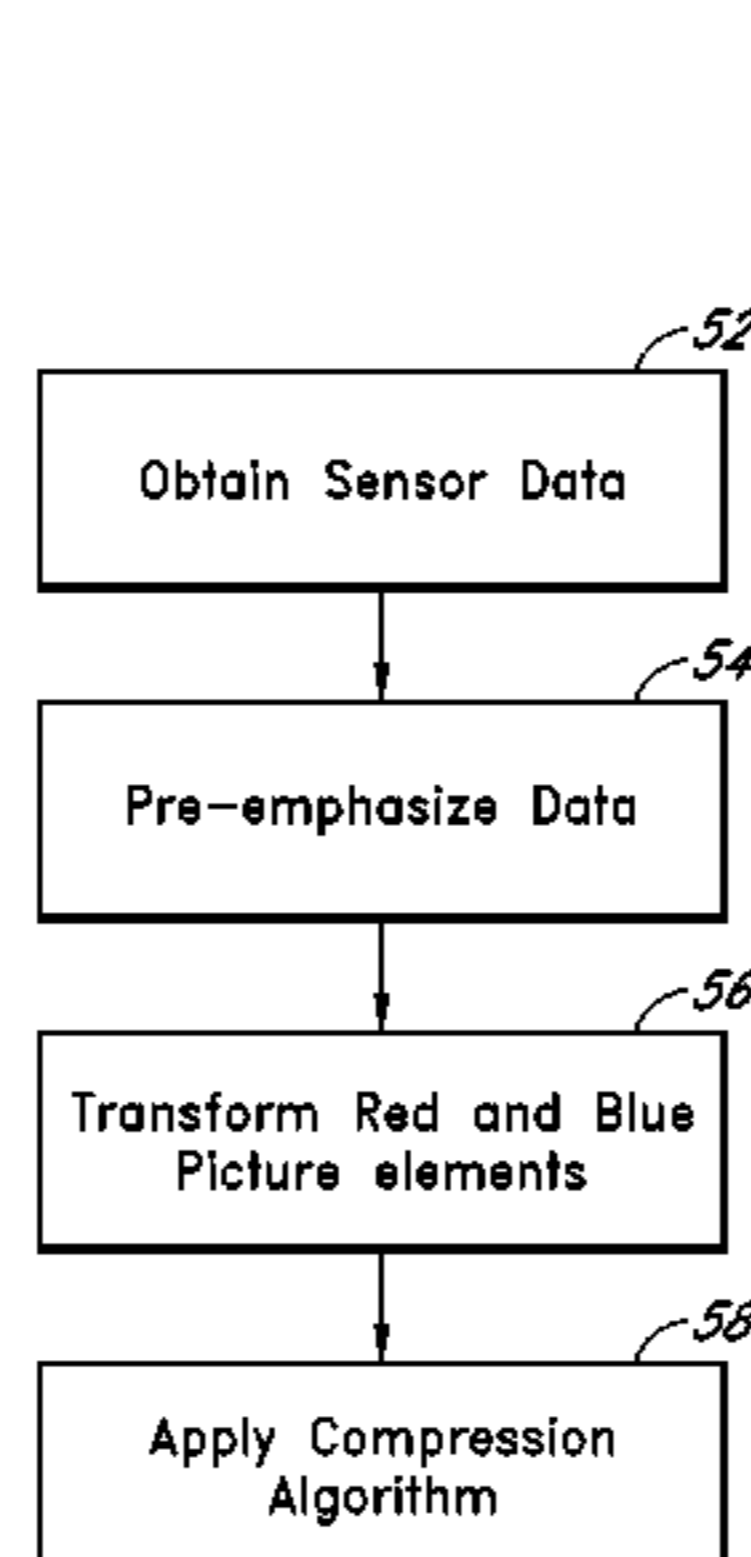 52
Obtain Sensor Data
54
Pre-emphasize Data
56
Transform Red and Blue
Picture elements
58
Apply Compression
Algorithm